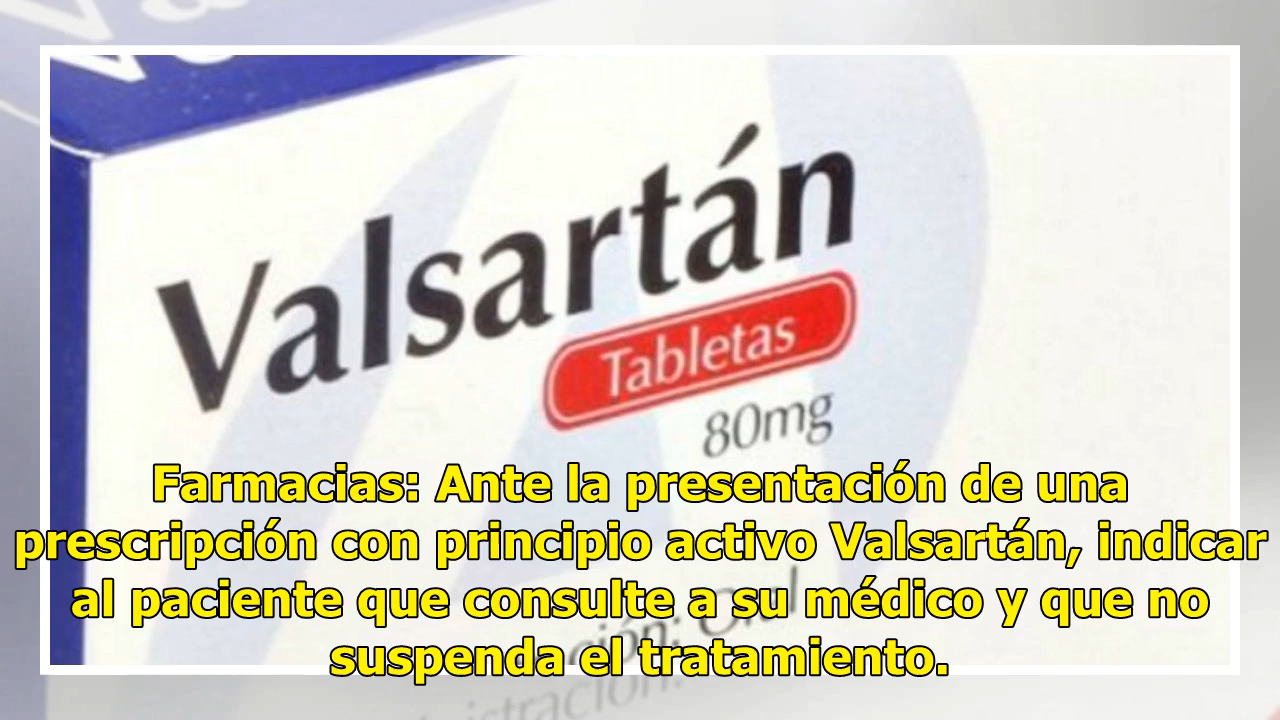 Valsartán
Tabletas
80mg
Farmacias: Ante la presentación de una
prescripción con principio activo Valsartán, indicar
al paciente que consulte a su médico y que no
suspenda el tratamiento.
Oral